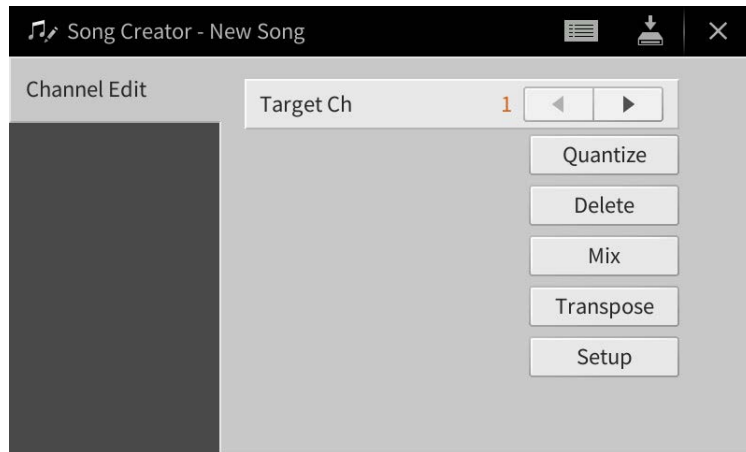 Song Creator - New Song
Channel Edit
Target Ch 1
Quantize
Delete
Mix
Transpose
Setup